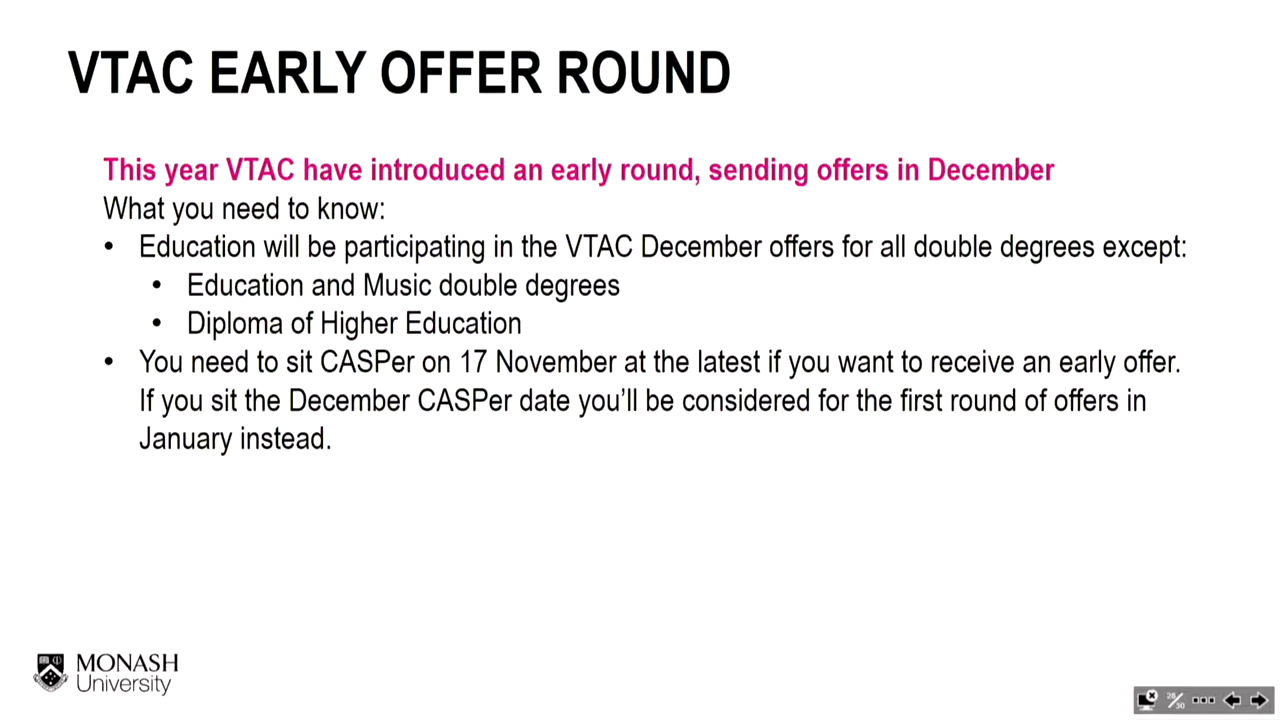 VTAC EARLY OFFER ROUND
This year VTAC have introduced an early round, sending offers in December
What you need to know:
• Education will be participating in the VTAC December offers for all double degrees except:
• Education and Music double degrees
• Diploma of Higher Education
• You need to sit CASPer on 17 November at the latest if you want to receive an early offer.
If you sit the December CASPer date you’ll be considered for the first round of offers in
January instead.
MONASH
University
28/30